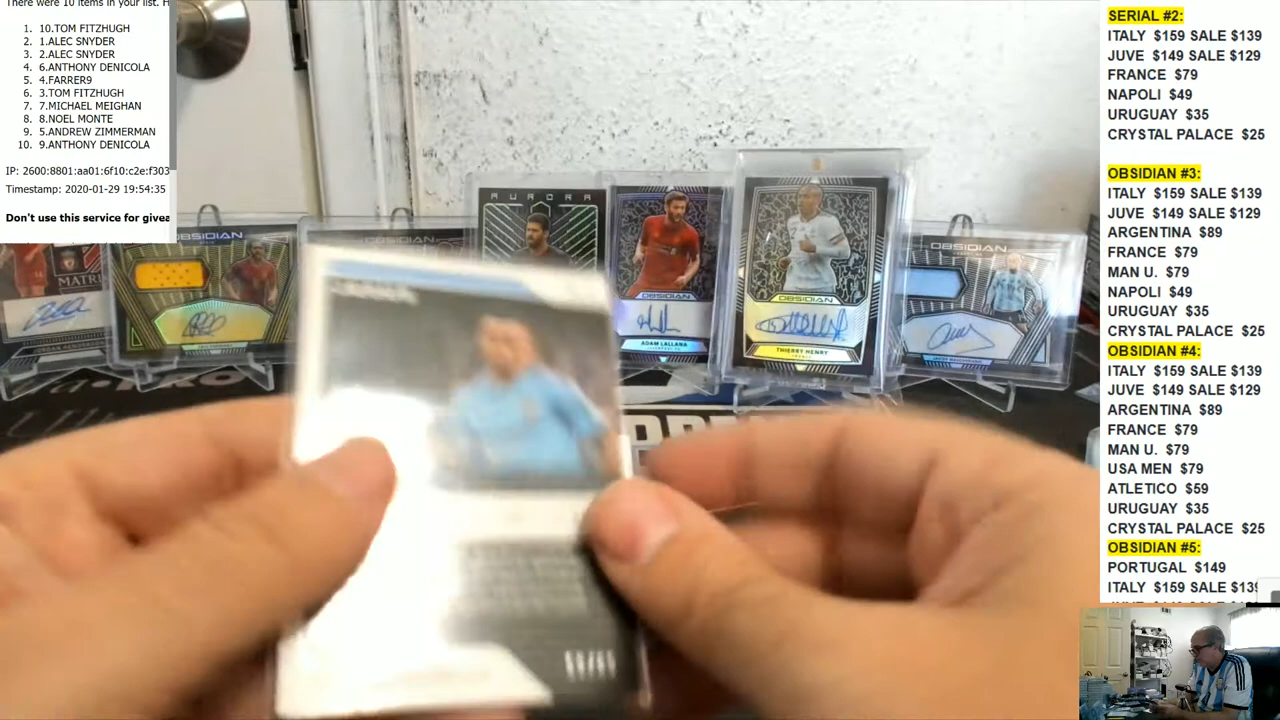 There were 10 items in your list. H
1. 10.TOM FITZHUGH
2. 1.ALEC SNYDER
3. 2.ALEC SNYDER
4. 6.ANTHONY DENICOLA
5. 4.FARRER9
6. 3.TOM FITZHUGH
7. 7.MICHAEL MEIGHAN
8. 8.NOEL MONTE
9. 5.ANDREW ZIMMERMAN
10. 9.ANTHONY DENICOLA
IP: 2600:8801:aa01:6f10:c2e:f303
Timestamp: 2020-01-29 19:54:35
Don't use this service for givea
AURORA
OBSIDIAN
OBSIDIAN
MATRI
OBSIDIAN
ADAM LALLANA
OBSIDIAN
THIERRY HENRY
SERIAL #2:
ITALY $159 SALE $139
JUVE $149 SALE $129
FRANCE $79
NAPOLI $49
URUGUAY $35
CRYSTAL PALACE $25
OBSIDIAN #3:
ITALY $159 SALE $139
JUVE $149 SALE $129
ARGENTINA $89
FRANCE $79
MAN U. $79
NAPOLI $49
URUGUAY $35
CRYSTAL PALACE $25
OBSIDIAN #4:
ITALY $159 SALE $139
JUVE $149 SALE $129
ARGENTINA $89
FRANCE $79
MAN U. $79
USA MEN $79
ATLETICO $59
URUGUAY $35
CRYSTAL PALACE $25
OBSIDIAN #5:
PORTUGAL $149
ITALY $159 SALE $139